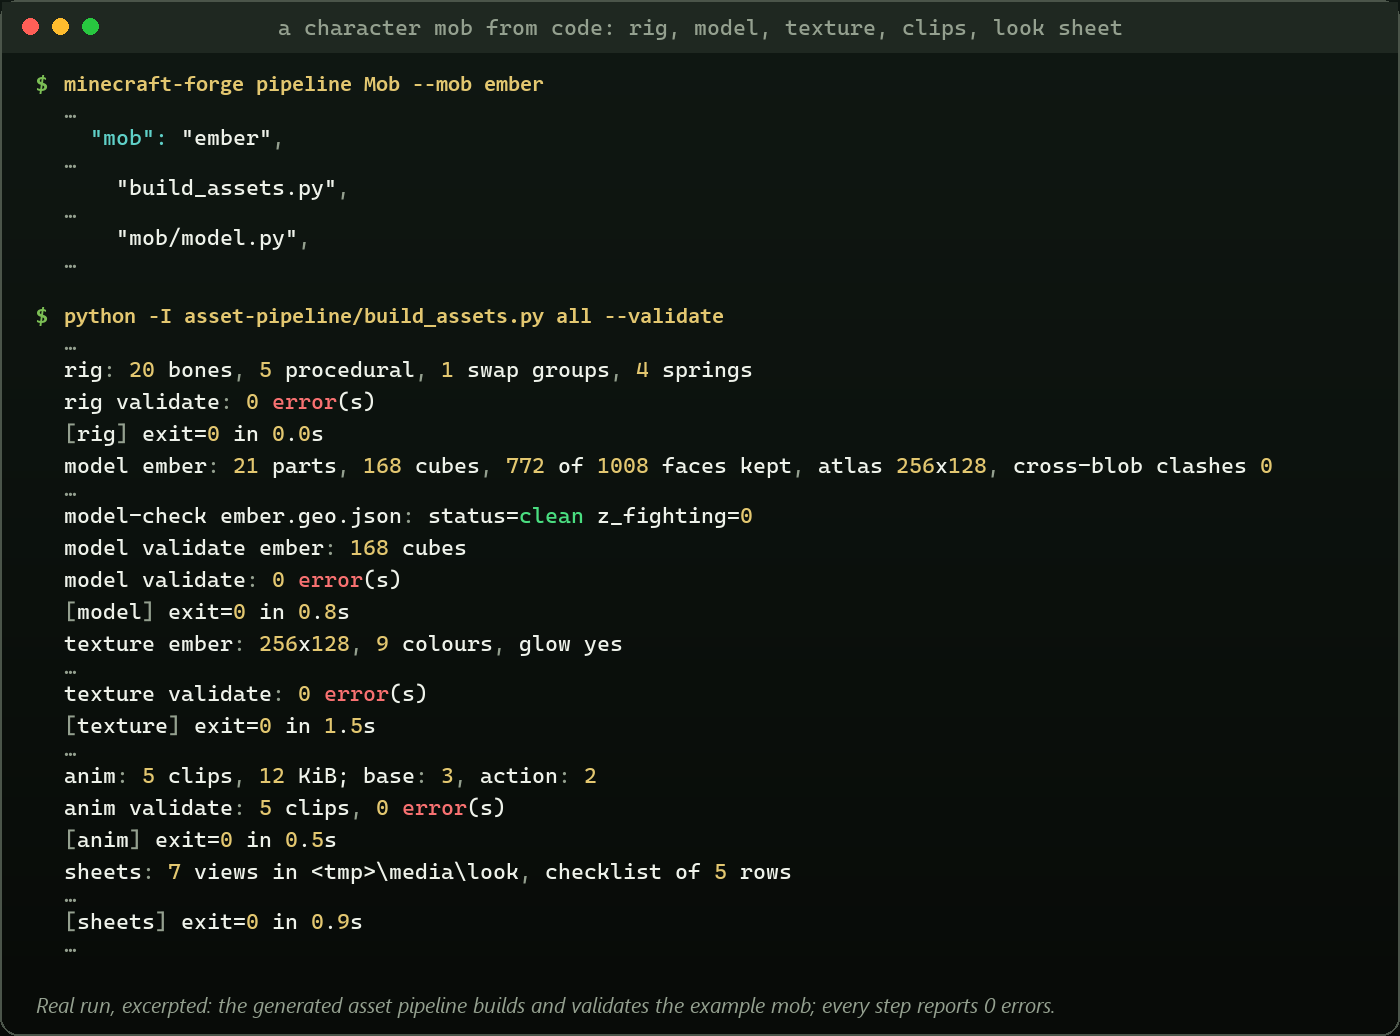 a character mob from code: rig, model, texture, clips, look sheet
$ minecraft-forge pipeline Mob --mob ember
…
"mob": "ember",
…
"build_assets.py",
…
"mob/model.py",
…
$ python -I asset-pipeline/build_assets.py all --validate
…
rig: 20 bones, 5 procedural, 1 swap groups, 4 springs
rig validate: 0 error(s)
[rig] exit=0 in 0.0s
model ember: 21 parts, 168 cubes, 772 of 1008 faces kept, atlas 256x128, cross-blob clashes 0
…
model-check ember.geo.json: status=clean z_fighting=0
model validate ember: 168 cubes
model validate: 0 error(s)
[model] exit=0 in 0.8s
texture ember: 256x128, 9 colours, glow yes
…
texture validate: 0 error(s)
[texture] exit=0 in 1.5s
…
anim: 5 clips, 12 KiB; base: 3, action: 2
anim validate: 5 clips, 0 error(s)
[anim] exit=0 in 0.5s
sheets: 7 views in <tmp>\media\look, checklist of 5 rows
…
[sheets] exit=0 in 0.9s
…
Real run, excerpted: the generated asset pipeline builds and validates the example mob; every step reports 0 errors.